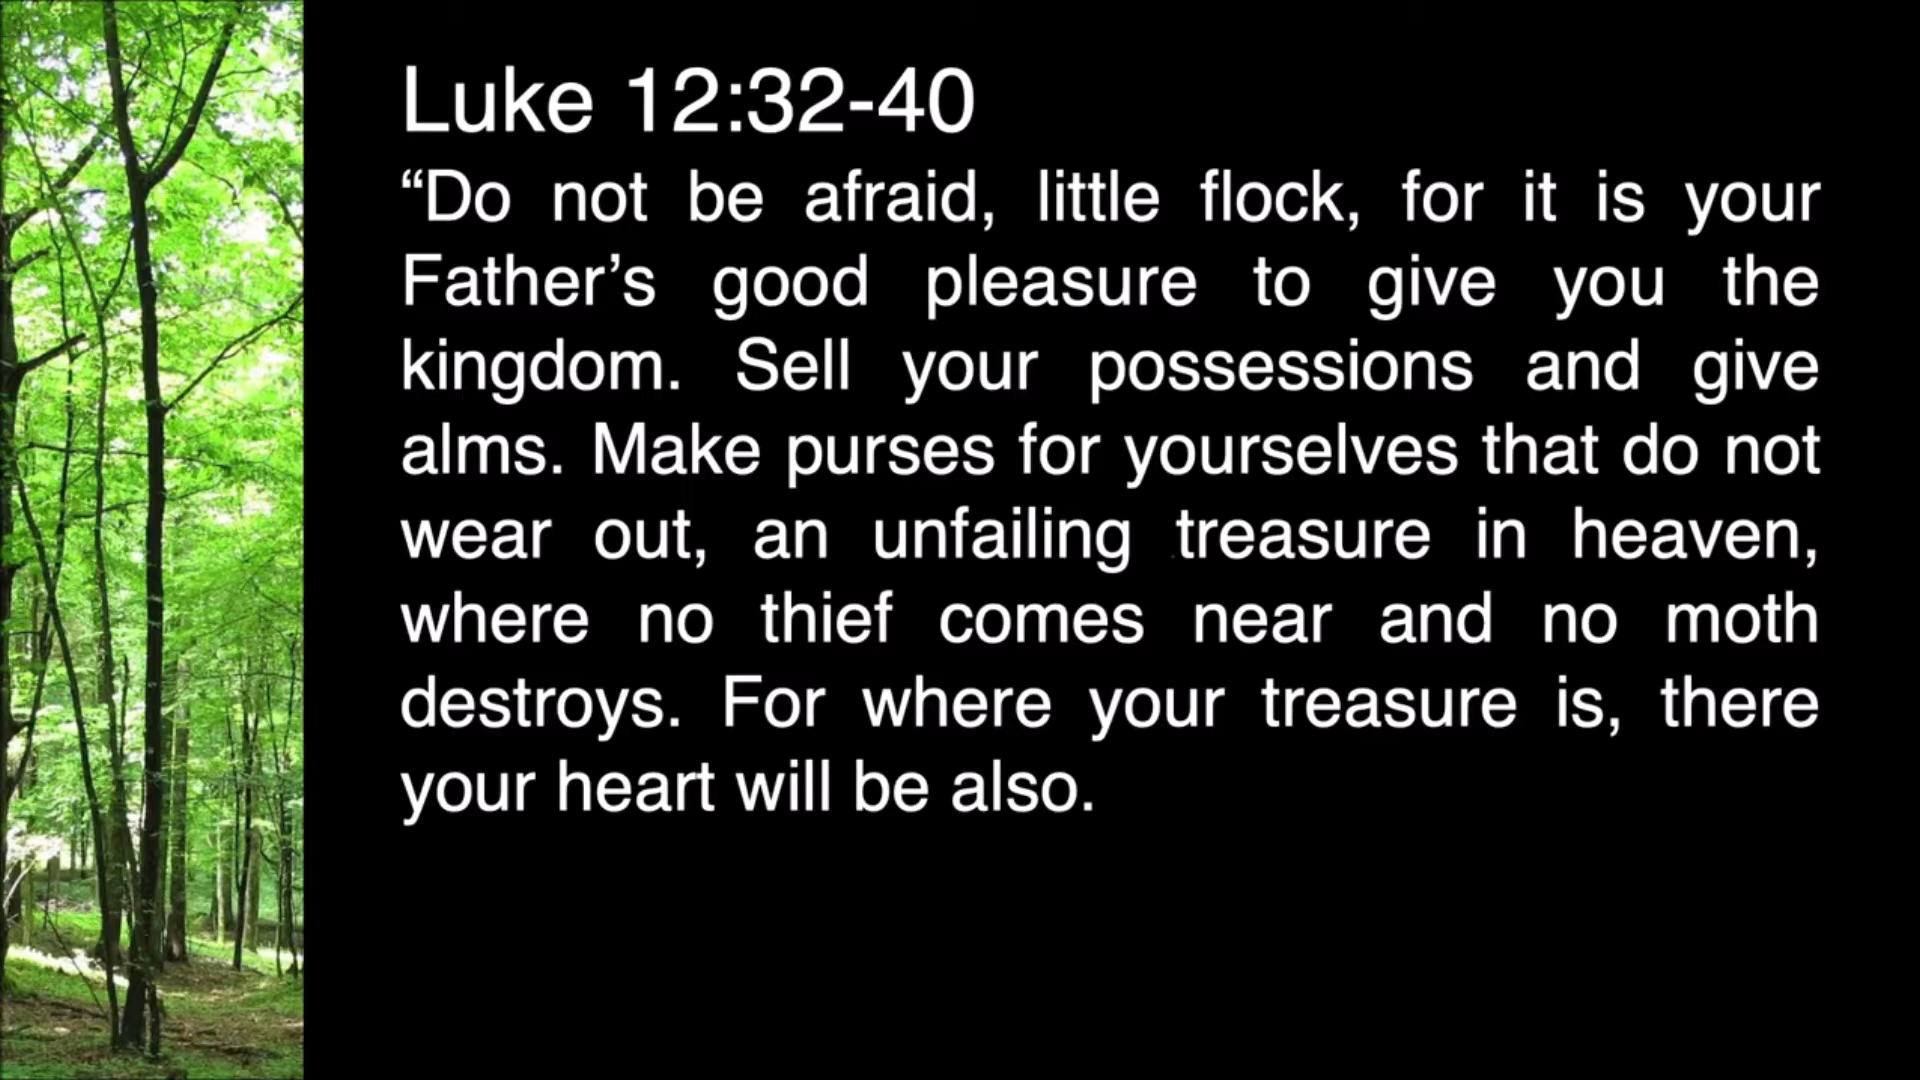 Luke 12:32-40
“Do not be afraid, little flock, for it is your
Father’s good pleasure to give you the
kingdom. Sell your possessions and give
alms. Make purses for yourselves that do not
wear out, an unfailing treasure in heaven,
where no thief comes near and no moth
destroys. For where your treasure is, there
your heart will be also.